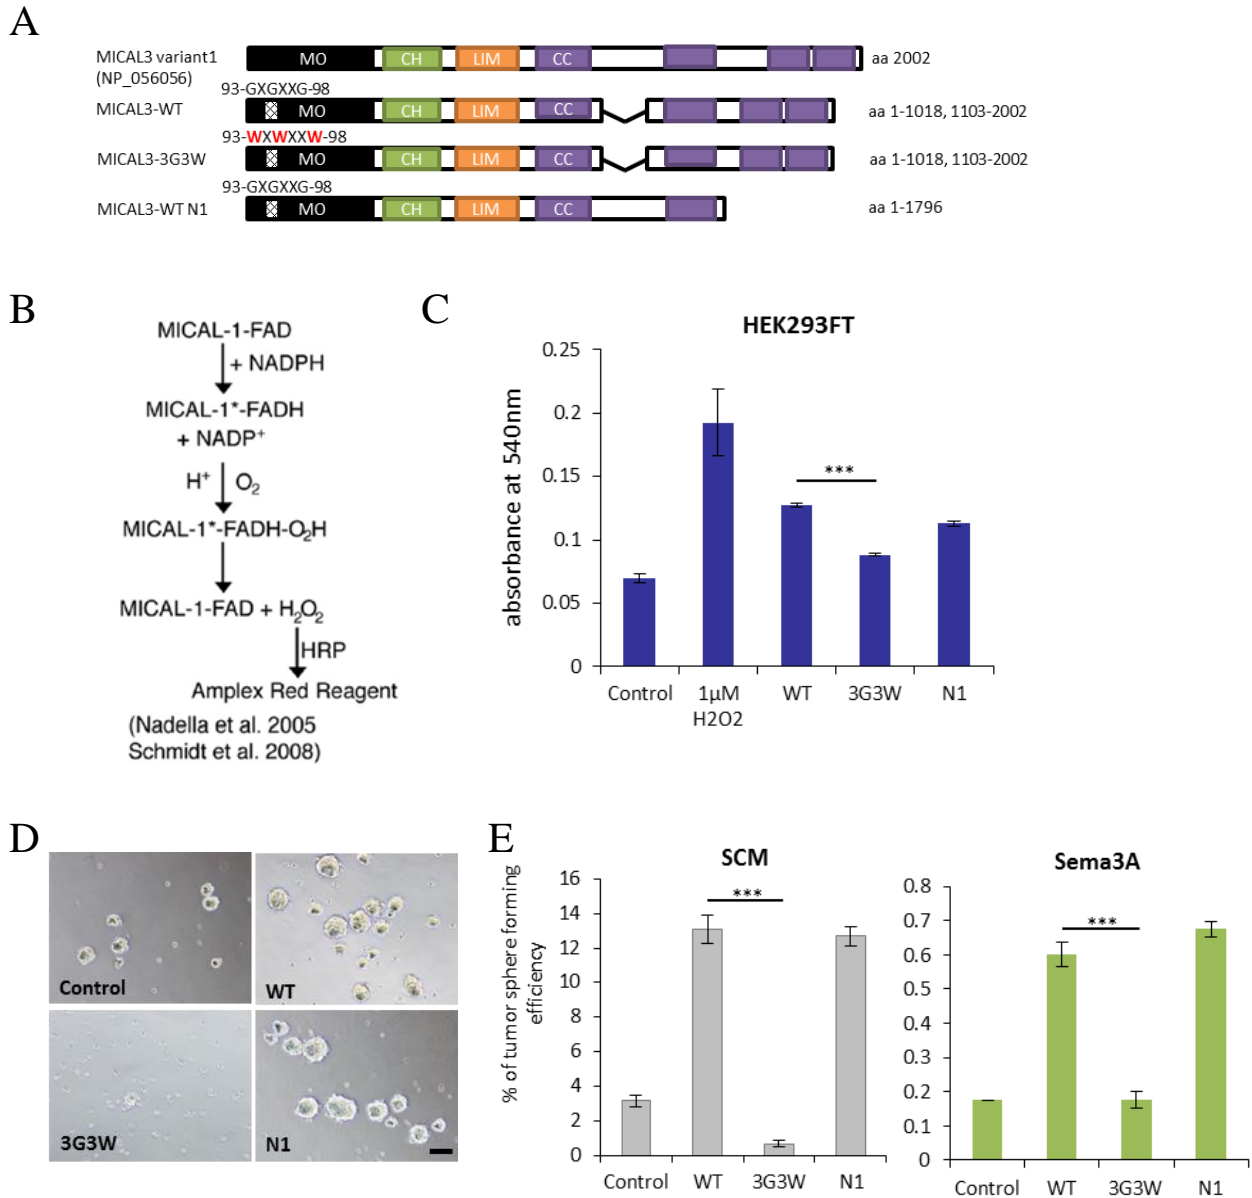 A
MICAL3 variant1
(NP_056056)
MO
CH
LIM
CC
aa 2002
93-GXGXXG-98
MICAL3-WT
MO
CH
LIM
CC
aa 1-1018, 1103-2002
93-WXWXXW-98
MICAL3-3G3W
MO
CH
LIM
CC
aa 1-1018, 1103-2002
93-GXGXXG-98
MICAL3-WT N1
MO
CH
LIM
CC
aa 1-1796
B
MICAL-1-FAD
+ NADPH
MICAL-1*-FADH
+ NADP⁺
H⁺ O₂
MICAL-1*-FADH-O₂H
MICAL-1-FAD + H₂O₂
HRP
Amplex Red Reagent
(Nadella et al. 2005
Schmidt et al. 2008)
C
HEK293FT
absorbance at 540nm
0.25
0.2
0.15
0.1
0.05
0
***
Control
1μM
H2O2
WT
3G3W
N1
D
Control
WT
3G3W
N1
E
SCM
% of tumor sphere forming
efficiency
16
14
12
10
8
6
4
2
0
***
Control
WT
3G3W
N1
Sema3A
0.8
0.7
0.6
0.5
0.4
0.3
0.2
0.1
0
***
Control
WT
3G3W
N1